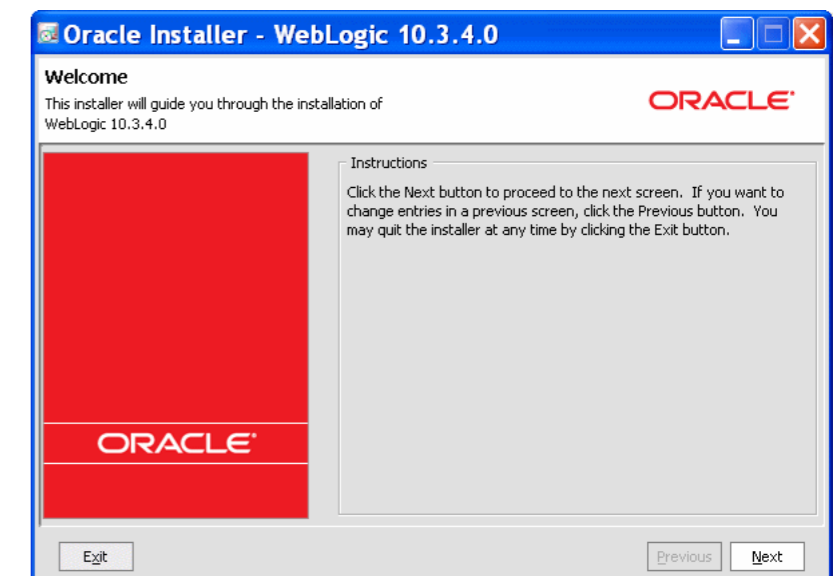 Oracle Installer - WebLogic 10.3.4.0
Welcome
This installer will guide you through the installation of
WebLogic 10.3.4.0
ORACLE
Instructions
Click the Next button to proceed to the next screen. If you want to
change entries in a previous screen, click the Previous button. You
may quit the installer at any time by clicking the Exit button.
ORACLE
Exit
Previous
Next